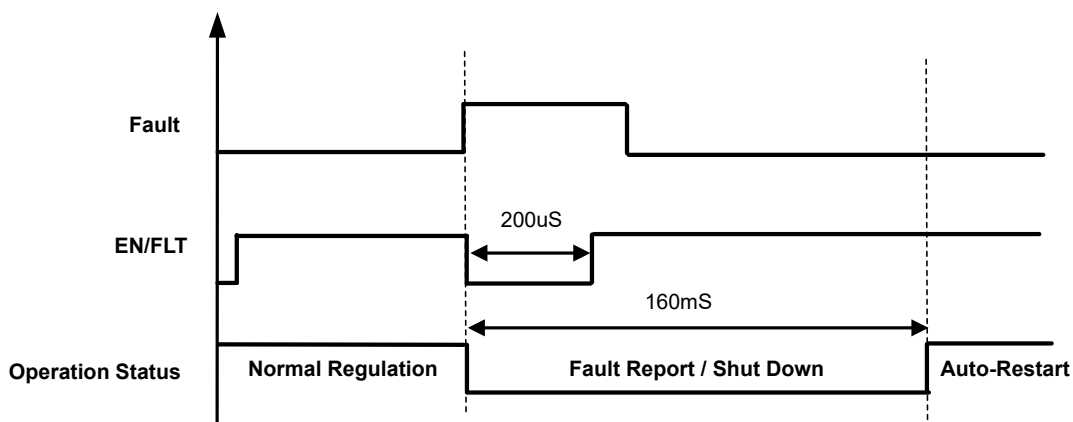 Fault
200uS
EN/FLT
160mS
Operation Status
Normal Regulation
Fault Report / Shut Down
Auto-Restart